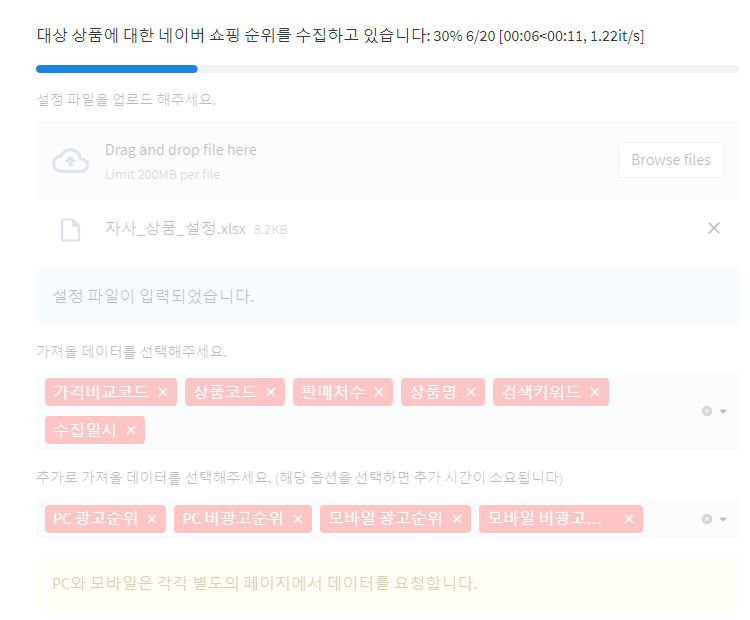 대상 상품에 대한 네이버 쇼핑 순위를 수집하고 있습니다: 30% 6/20 [00:06<00:11, 1.22it/s]
설정 파일을 업로드 해주세요.
Drag and drop file here
Limit 200MB per file
Browse files
자사_상품_설정.xlsx 8.2KB
설정 파일이 입력되었습니다.
가져올 데이터를 선택해주세요.
가격비교코드 상품코드 판매처수 상품명 검색키워드
수집일시
추가로 가져올 데이터를 선택해주세요. (해당 옵션을 선택하면 추가 시간이 소요됩니다)
PC 광고순위 PC 비광고순위 모바일 광고순위 모바일 비광고...
PC와 모바일은 각각 별도의 페이지에서 데이터를 요청합니다.